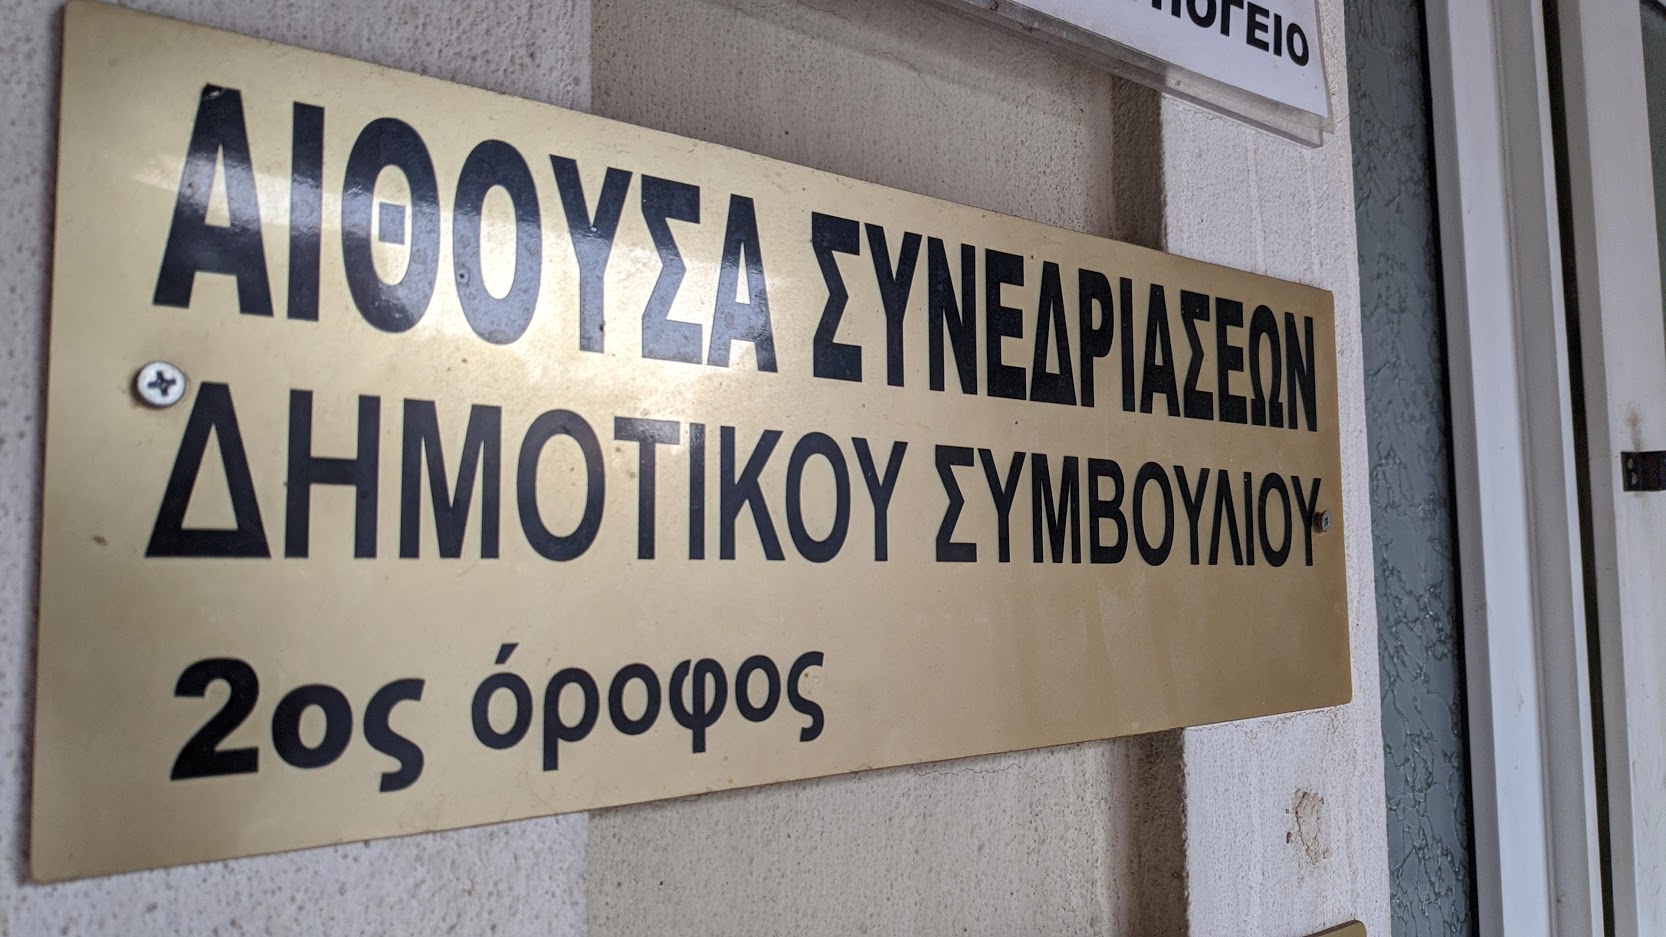 ΑΙΘΟΥΣΑ ΣΥΝΕΔΡΙΑΣΕΩΝ
ΔΗΜΟΤΙΚΟΥ ΣΥΜΒΟΥΛΙΟΥ
2ος όροφος